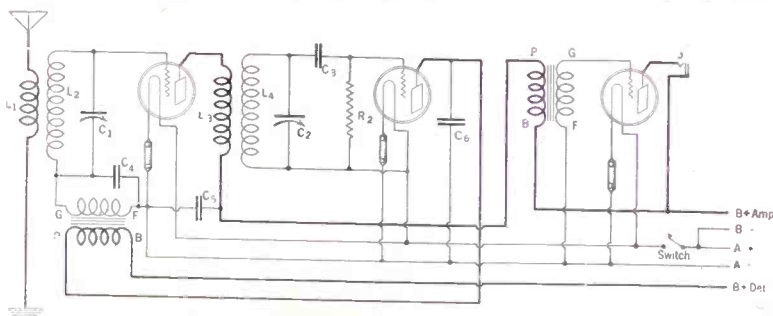 P G
J
L2
C3
L1
C1
L3
L4
C2
R2
C6
B F
C4
G F
C5
P B
B+ Amp
B -
Switch
A +
A -
B+ Det